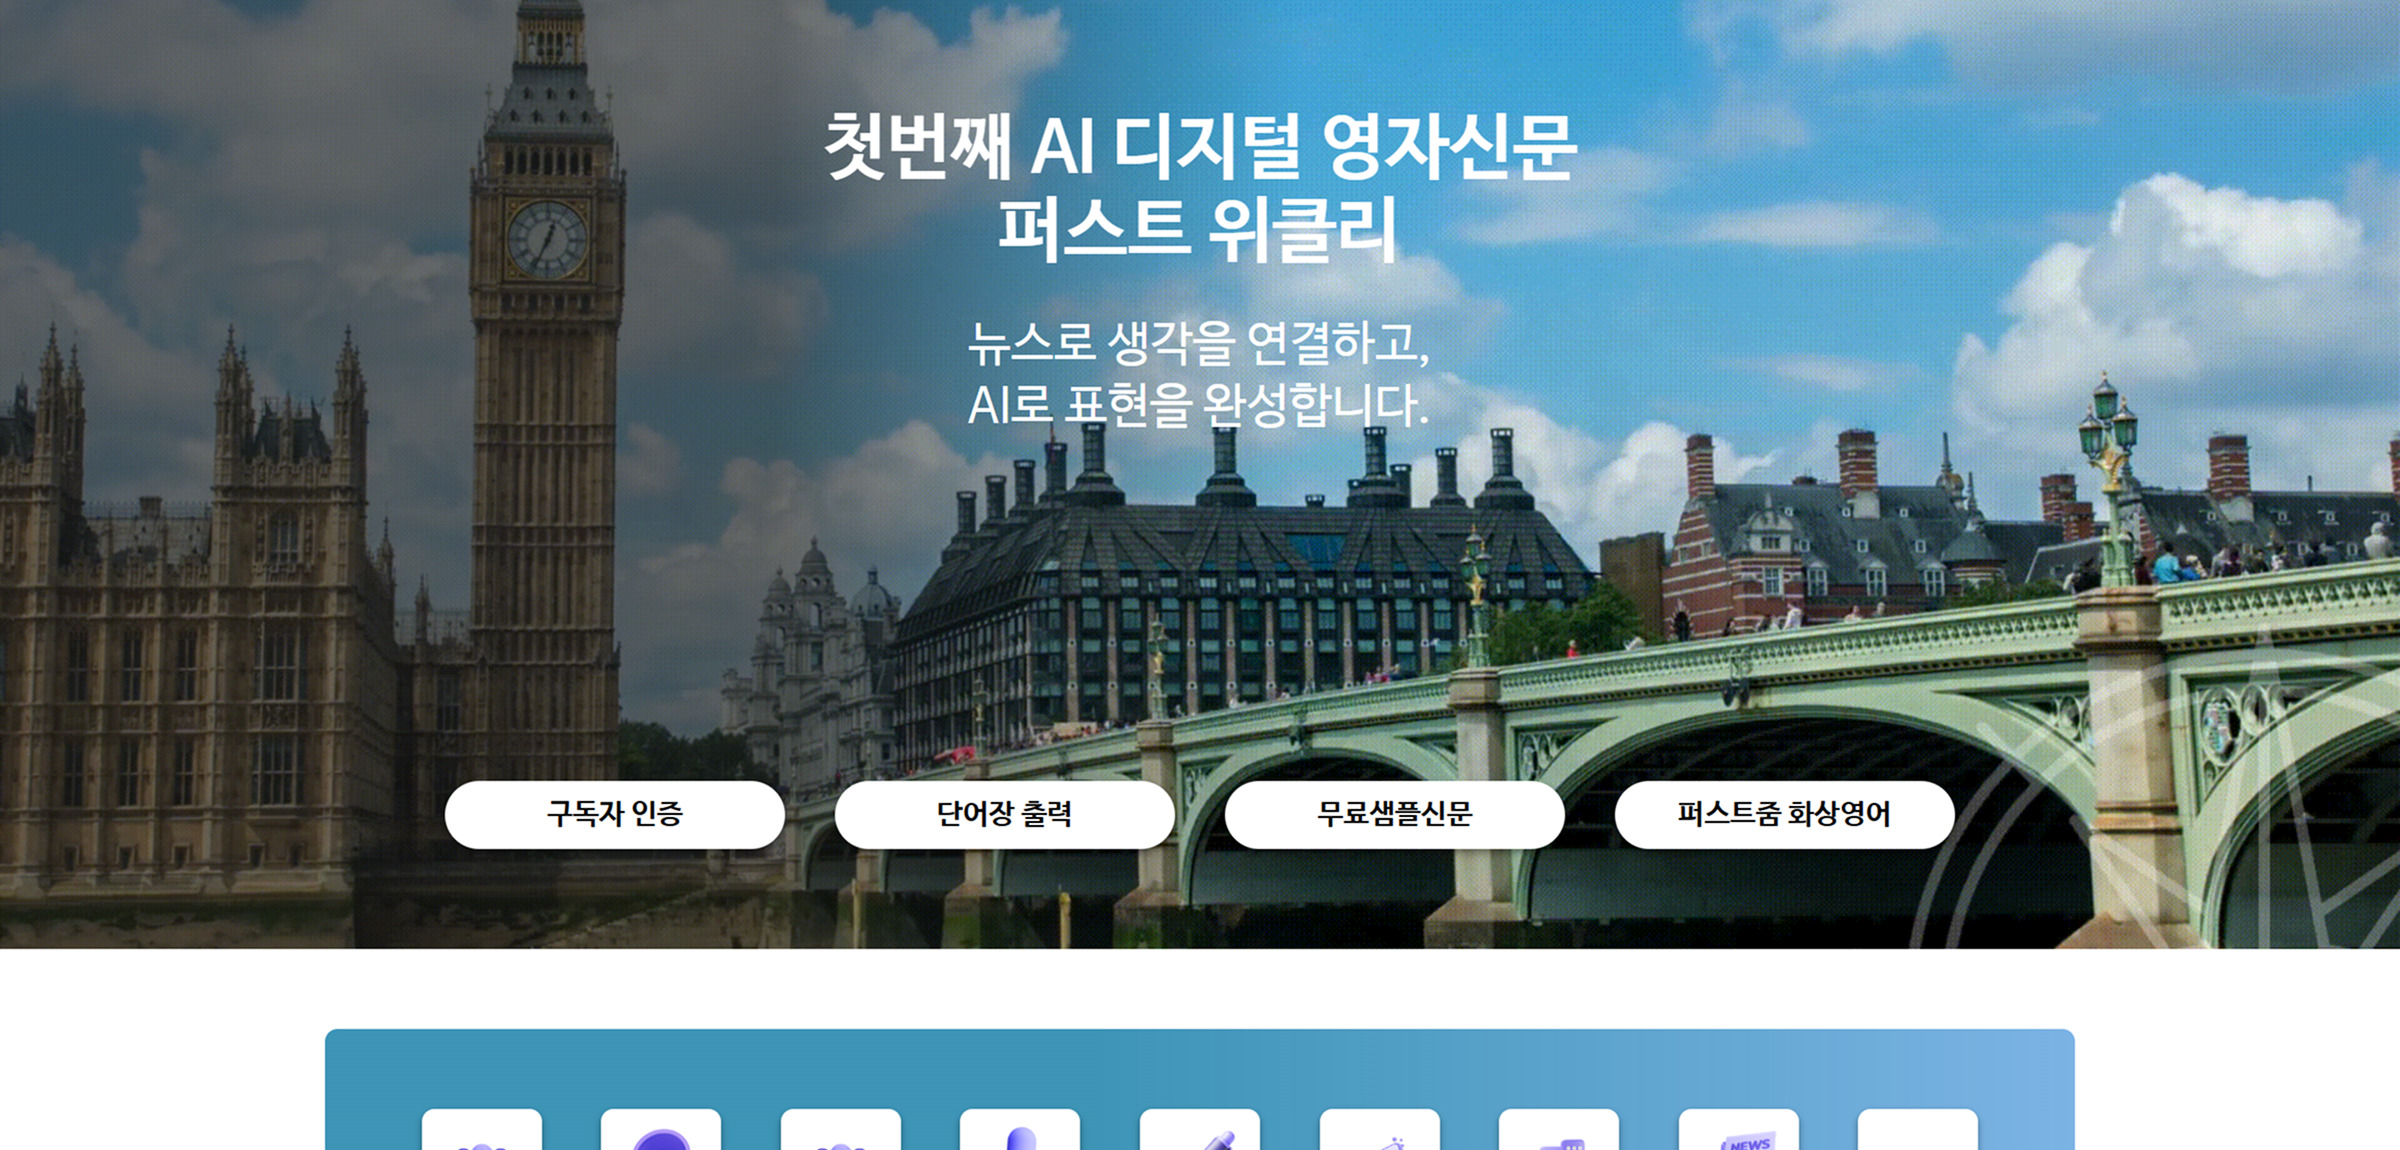 첫번째 AI 디지털 영자신문
퍼스트 위클리
뉴스로 생각을 연결하고,
AI로 표현을 완성합니다.
구독자 인증
단어장 출력
무료샘플신문
퍼스트줌 화상영어
NEWS